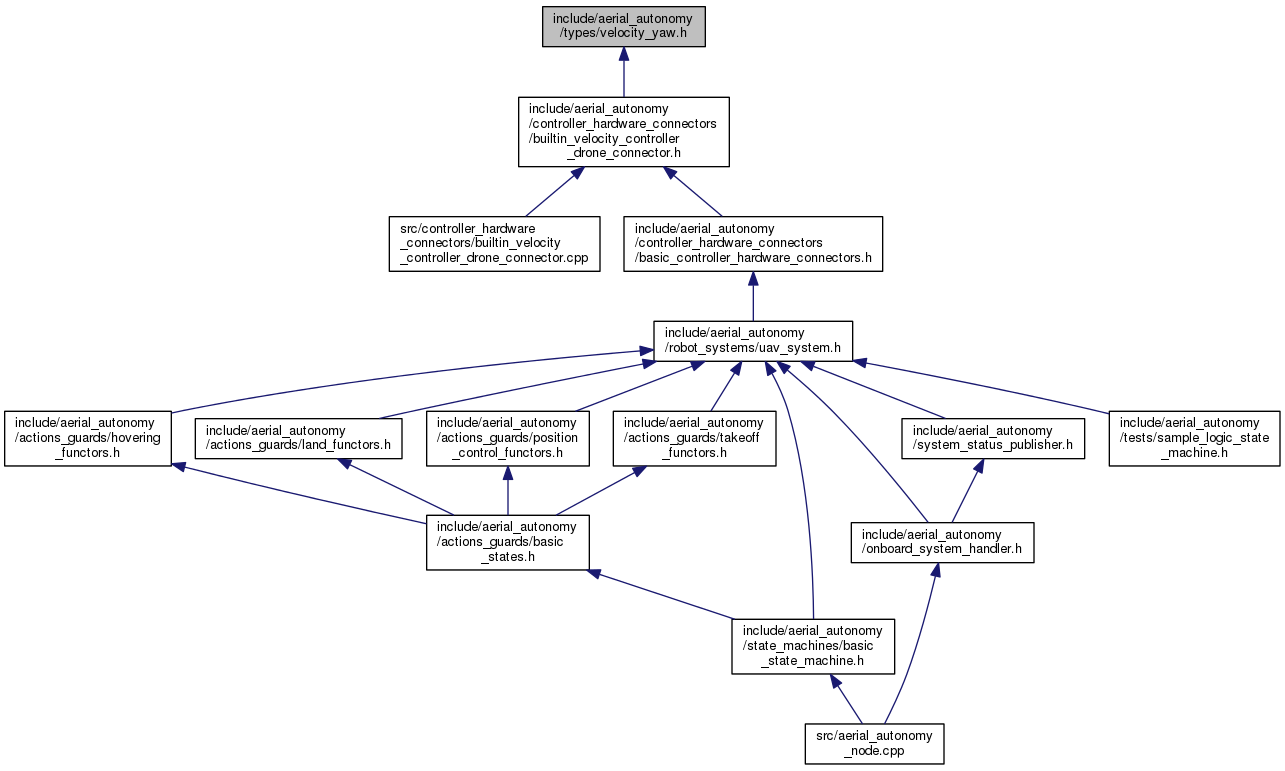 include/aerial_autonomy
/types/velocity_yaw.h
include/aerial_autonomy
/controller_hardware_connectors
/builtin_velocity_controller
_drone_connector.h
src/controller_hardware
_connectors/builtin_velocity
_controller_drone_connector.cpp
include/aerial_autonomy
/controller_hardware_connectors
/basic_controller_hardware_connectors.h
include/aerial_autonomy
/robot_systems/uav_system.h
include/aerial_autonomy
/actions_guards/hovering
_functors.h
include/aerial_autonomy
/actions_guards/land_functors.h
include/aerial_autonomy
/actions_guards/position
_control_functors.h
include/aerial_autonomy
/actions_guards/takeoff
_functors.h
include/aerial_autonomy
/system_status_publisher.h
include/aerial_autonomy
/tests/sample_logic_state
_machine.h
include/aerial_autonomy
/actions_guards/basic
_states.h
include/aerial_autonomy
/onboard_system_handler.h
include/aerial_autonomy
/state_machines/basic
_state_machine.h
src/aerial_autonomy
_node.cpp